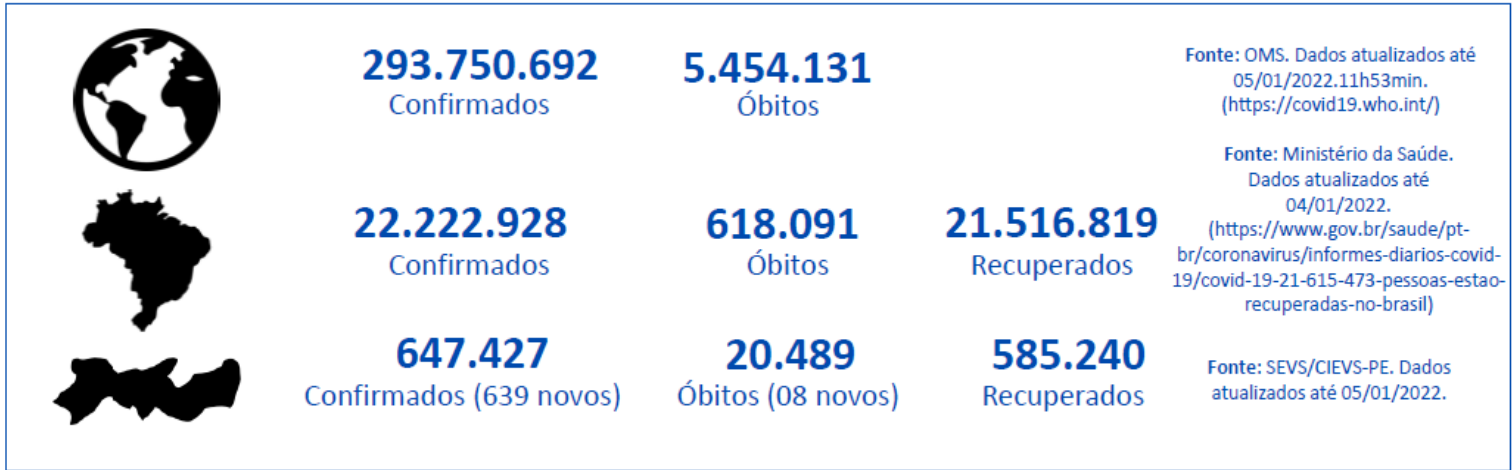 293.750.692
Confirmados
5.454.131
Óbitos
Fonte: OMS. Dados atualizados até
05/01/2022.11h53min.
(https://covid19.who.int/)
22.222.928
Confirmados
618.091
Óbitos
21.516.819
Recuperados
Fonte: Ministério da Saúde.
Dados atualizados até
04/01/2022.
(https://www.gov.br/saude/pt-
br/coronavirus/informes-diarios-covid-
19/covid-19-21-615-473-pessoas-estao-
recuperadas-no-brasil)
647.427
Confirmados (639 novos)
20.489
Óbitos (08 novos)
585.240
Recuperados
Fonte: SEVS/CIEVS-PE. Dados
atualizados até 05/01/2022.